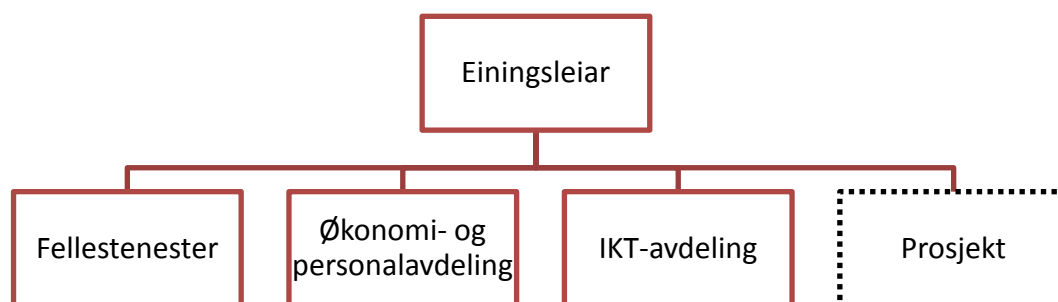 Einingsleiar
Fellestenester
Økonomi- og
personalavdeling
IKT-avdeling
Prosjekt